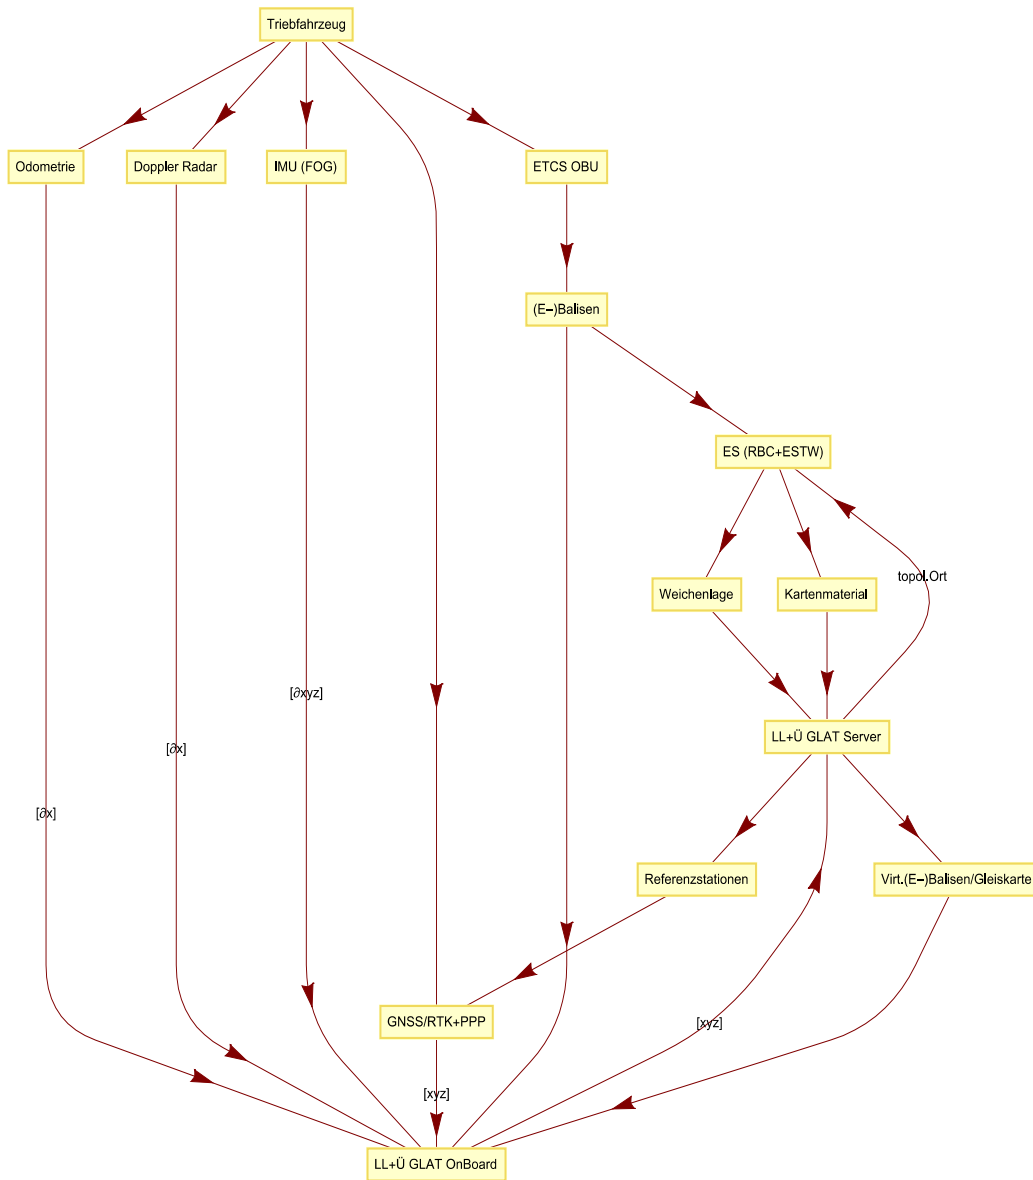 Triebfahrzeug
Odometrie
Doppler Radar
IMU (FOG)
ETCS OBU
(E−)Balisen
ES (RBC+ESTW)
topol.Ort
Weichenlage
Kartenmaterial
[∂xyz]
LL+Ü GLAT Server
[∂x]
[∂x]
Referenzstationen
Virt.(E−)Balisen/Gleiskarte
GNSS/RTK+PPP
[xyz]
[xyz]
LL+Ü GLAT OnBoard